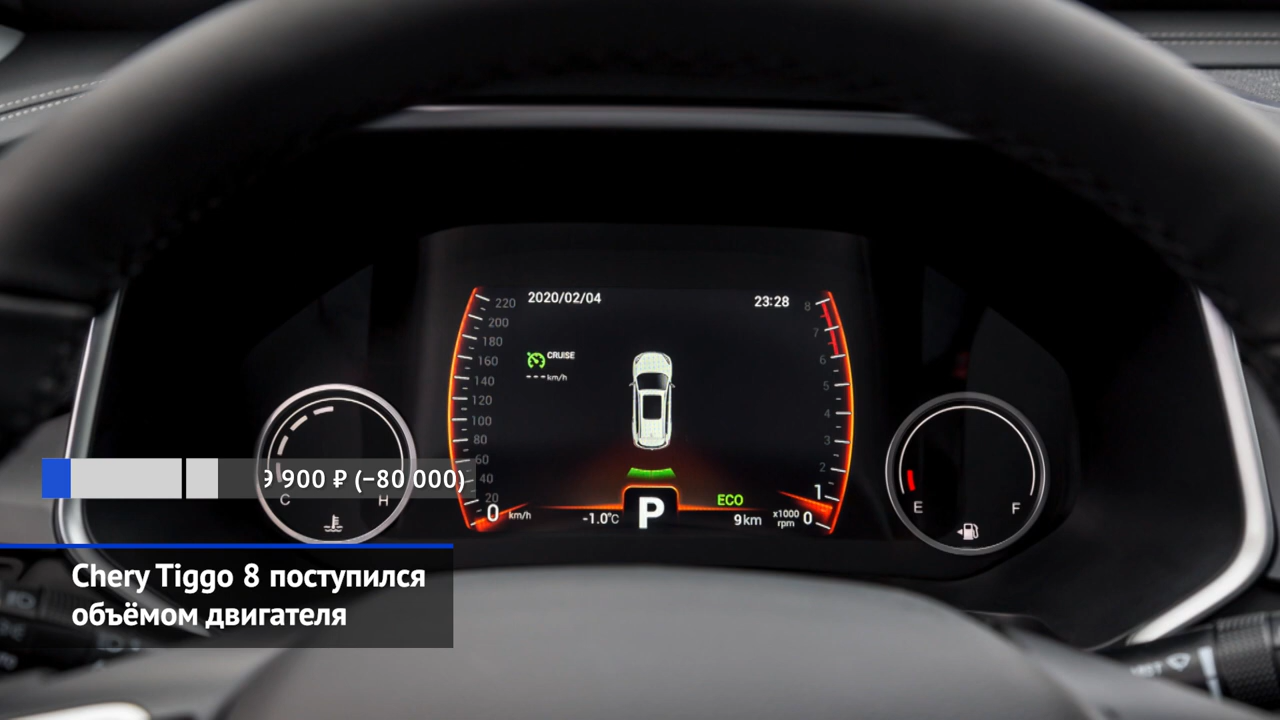 2020/02/04
23:28
220
200
180
160
140
120
100
80
60
40
20
0
km/h
CRUISE
---km/h
8
7
6
5
4
3
2
1
0
x1000
rpm
-1.0°C
P
ECO
9km
C
H
E
F
900 ₽ (−80 000)
Chery Tiggo 8 поступился
объёмом двигателя